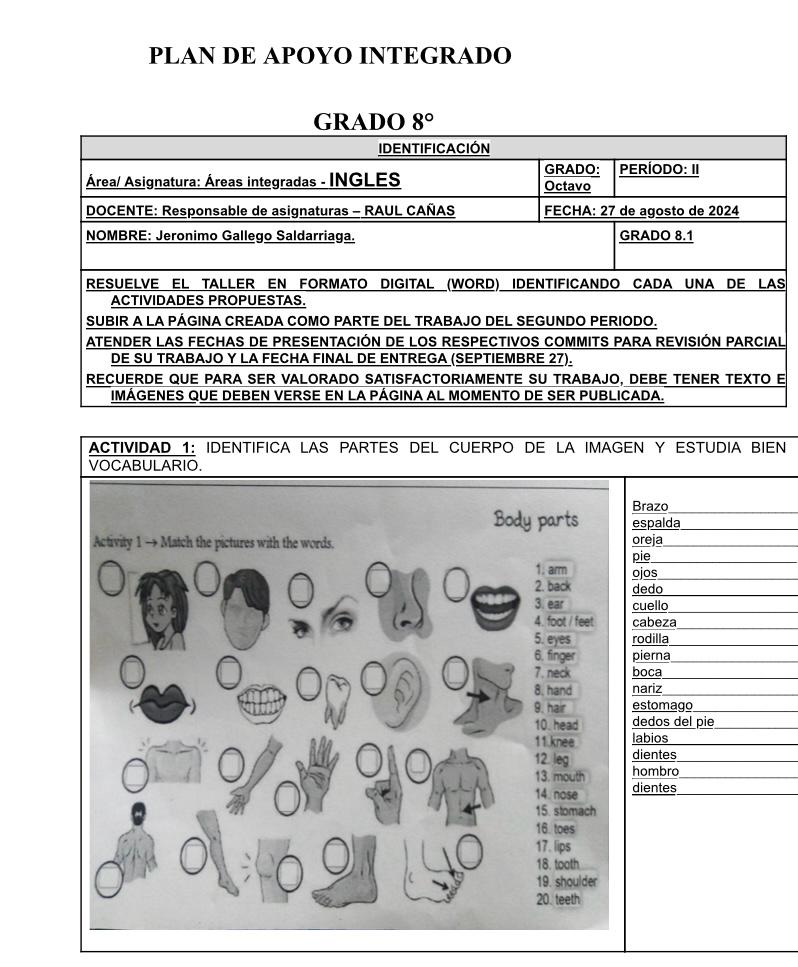 PLAN DE APOYO INTEGRADO
GRADO 8°
IDENTIFICACIÓN
Área/ Asignatura: Áreas integradas - INGLES
GRADO: Octavo
PERÍODO: II
DOCENTE: Responsable de asignaturas – RAUL CAÑAS
FECHA: 27 de agosto de 2024
NOMBRE: Jeronimo Gallego Saldarriaga.
GRADO 8.1
RESUELVE EL TALLER EN FORMATO DIGITAL (WORD) IDENTIFICANDO CADA UNA DE LAS
ACTIVIDADES PROPUESTAS.
SUBIR A LA PÁGINA CREADA COMO PARTE DEL TRABAJO DEL SEGUNDO PERIODO.
ATENDER LAS FECHAS DE PRESENTACIÓN DE LOS RESPECTIVOS COMMITS PARA REVISIÓN PARCIAL
DE SU TRABAJO Y LA FECHA FINAL DE ENTREGA (SEPTIEMBRE 27).
RECUERDE QUE PARA SER VALORADO SATISFACTORIAMENTE SU TRABAJO, DEBE TENER TEXTO E
IMÁGENES QUE DEBEN VERSE EN LA PÁGINA AL MOMENTO DE SER PUBLICADA.
ACTIVIDAD 1: IDENTIFICA LAS PARTES DEL CUERPO DE LA IMAGEN Y ESTUDIA BIEN
VOCABULARIO.
Body parts
Activity 1 → Match the pictures with the words.
1. arm
2. back
3. ear
4. foot / feet
5. eyes
6. finger
7. neck
8. hand
9. hair
10. head
11.knee
12. leg
13. mouth
14. nose
15. stomach
16. toes
17. lips
18. tooth
19. shoulder
20. teeth
Brazo
espalda
oreja
pie
ojos
dedo
cuello
cabeza
rodilla
pierna
boca
nariz
estomago
dedos del pie
labios
dientes
hombro
dientes